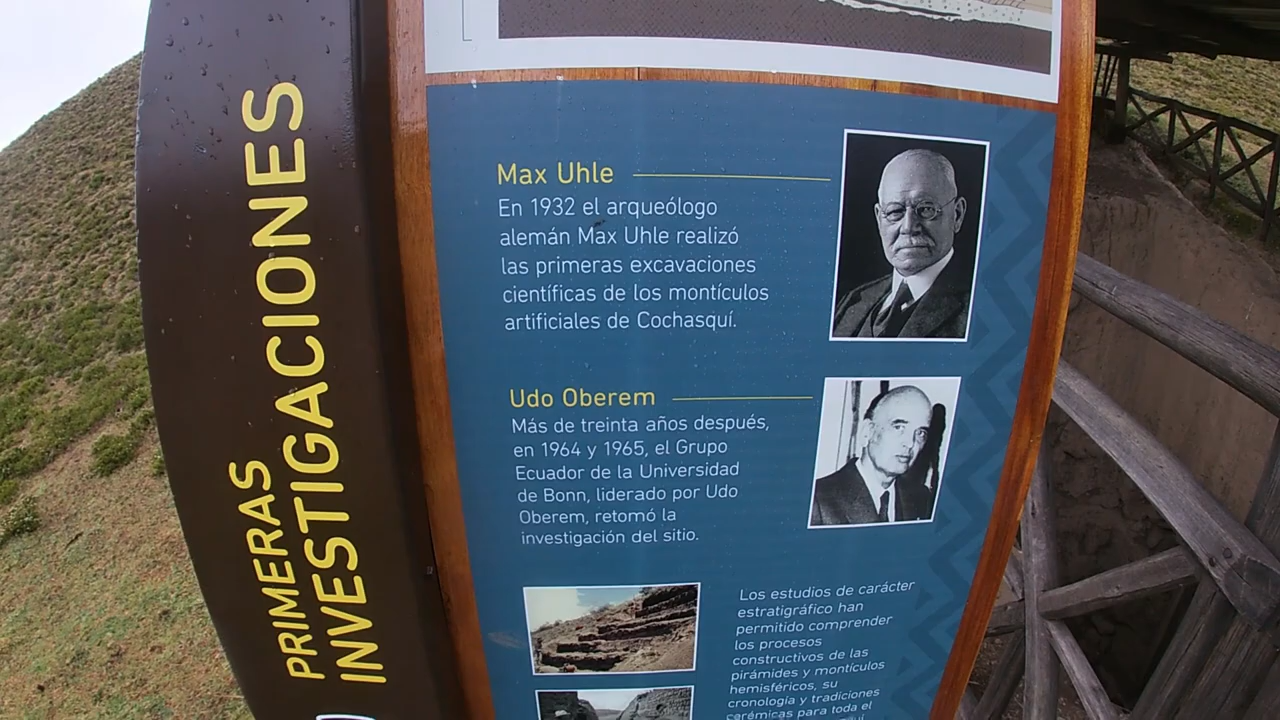 PRIMERAS
INVESTIGACIONES
Max Uhle
En 1932 el arqueólogo
alemán Max Uhle realizó
las primeras excavaciones
científicas de los montículos
artificiales de Cochasquí.
Udo Oberem
Más de treinta años después,
en 1964 y 1965, el Grupo
Ecuador de la Universidad
de Bonn, liderado por Udo
Oberem, retomó la
investigación del sitio.
Los estudios de carácter
estratigráfico han
permitido comprender
los procesos
constructivos de las
pirámides y montículos
hemisféricos, su
cronología y tradiciones
cerámicas para toda el